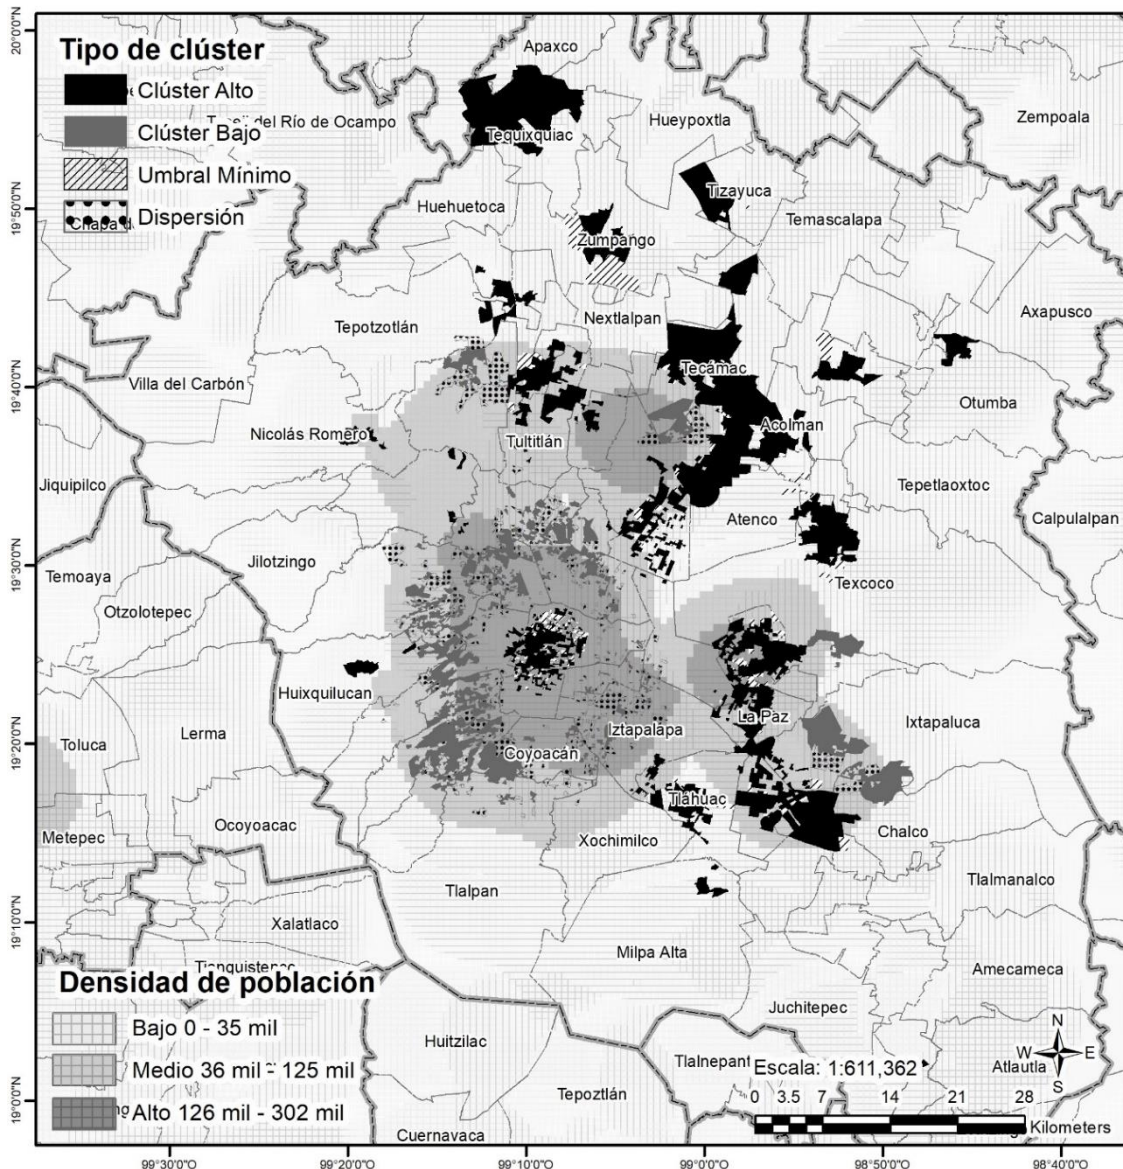 Tipo de clúster
Clúster Alto
Clúster Bajo
Umbral Mínimo
Dispersión
Apaxco
del Río de Ocampo
Tequixquiac
Hueypoxtla
Zempoala
Tizayuca
Huehuetoca
Temascalapa
Zumpango
Axapusco
Tepotzotlán
Nextlalpan
Villa del Carbón
Tecámac
Otumba
Nicolás Romero
Tultitlán
Acolman
Jiquipilco
Tepetlaoxtoc
Atenco
Calpulalpan
Jilotzingo
Temoaya
Texcoco
Otzolotepec
Huixquilucan
La Paz
Ixtapaluca
Iztapalapa
Toluca
Lerma
Coyoacán
Tláhuac
Metepec
Ocoyoacac
Xochimilco
Chalco
Tlalpan
Tlalmanalco
Xalatlaco
Milpa Alta
Tianquistenco
Amecameca
Densidad de población
Juchitepec
Bajo 0 - 35 mil
Medio 36 mil - 125 mil
Alto 126 mil - 302 mil
Huitzilac
Tlalnepant
Tepoztlán
Cuernavaca
Escala: 1:611,362
N
W E
S
Atlautla
0 3.5 7 14 21 28
Kilometers
20°0'0"N
19°50'0"N
19°40'0"N
19°30'0"N
19°20'0"N
19°10'0"N
19°0'0"N
99°30'0"O 99°20'0"O 99°10'0"O 99°0'0"O 98°50'0"O 98°40'0"O